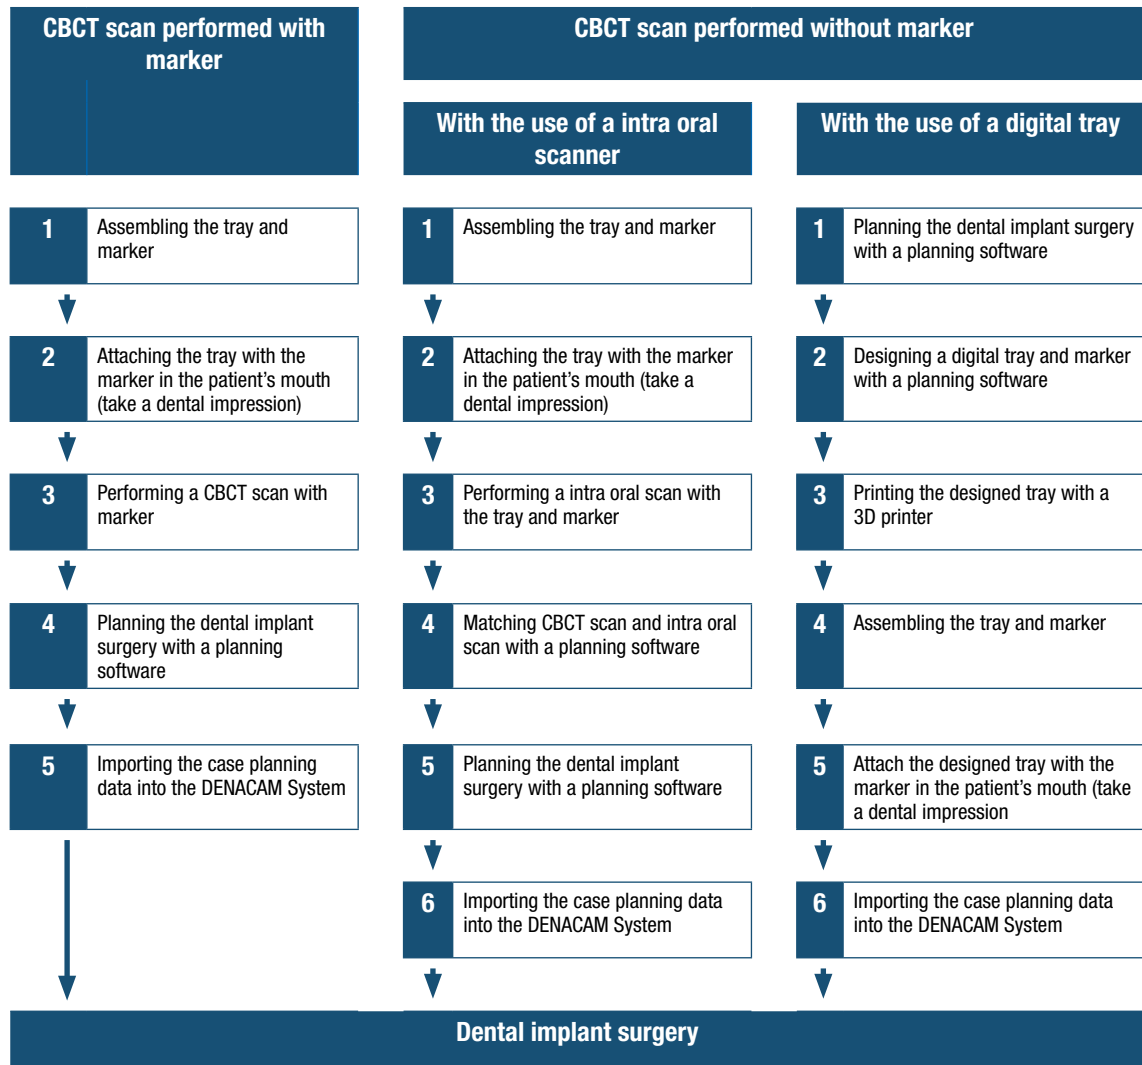 CBCT scan performed with
marker
CBCT scan performed without marker
With the use of a intra oral
scanner
With the use of a digital tray
1
Assembling the tray and
marker
2
Attaching the tray with the
marker in the patient’s mouth
(take a dental impression)
3
Performing a CBCT scan with
marker
4
Planning the dental implant
surgery with a planning
software
5
Importing the case planning
data into the DENACAM System
1
Assembling the tray and marker
2
Attaching the tray with the marker
in the patient’s mouth (take a
dental impression)
3
Performing a intra oral scan with
the tray and marker
4
Matching CBCT scan and intra oral
scan with a planning software
5
Planning the dental implant
surgery with a planning software
6
Importing the case planning data
into the DENACAM System
1
Planning the dental implant surgery
with a planning software
2
Designing a digital tray and marker
with a planning software
3
Printing the designed tray with a
3D printer
4
Assembling the tray and marker
5
Attach the designed tray with the
marker in the patient’s mouth (take
a dental impression
6
Importing the case planning data
into the DENACAM System
Dental implant surgery